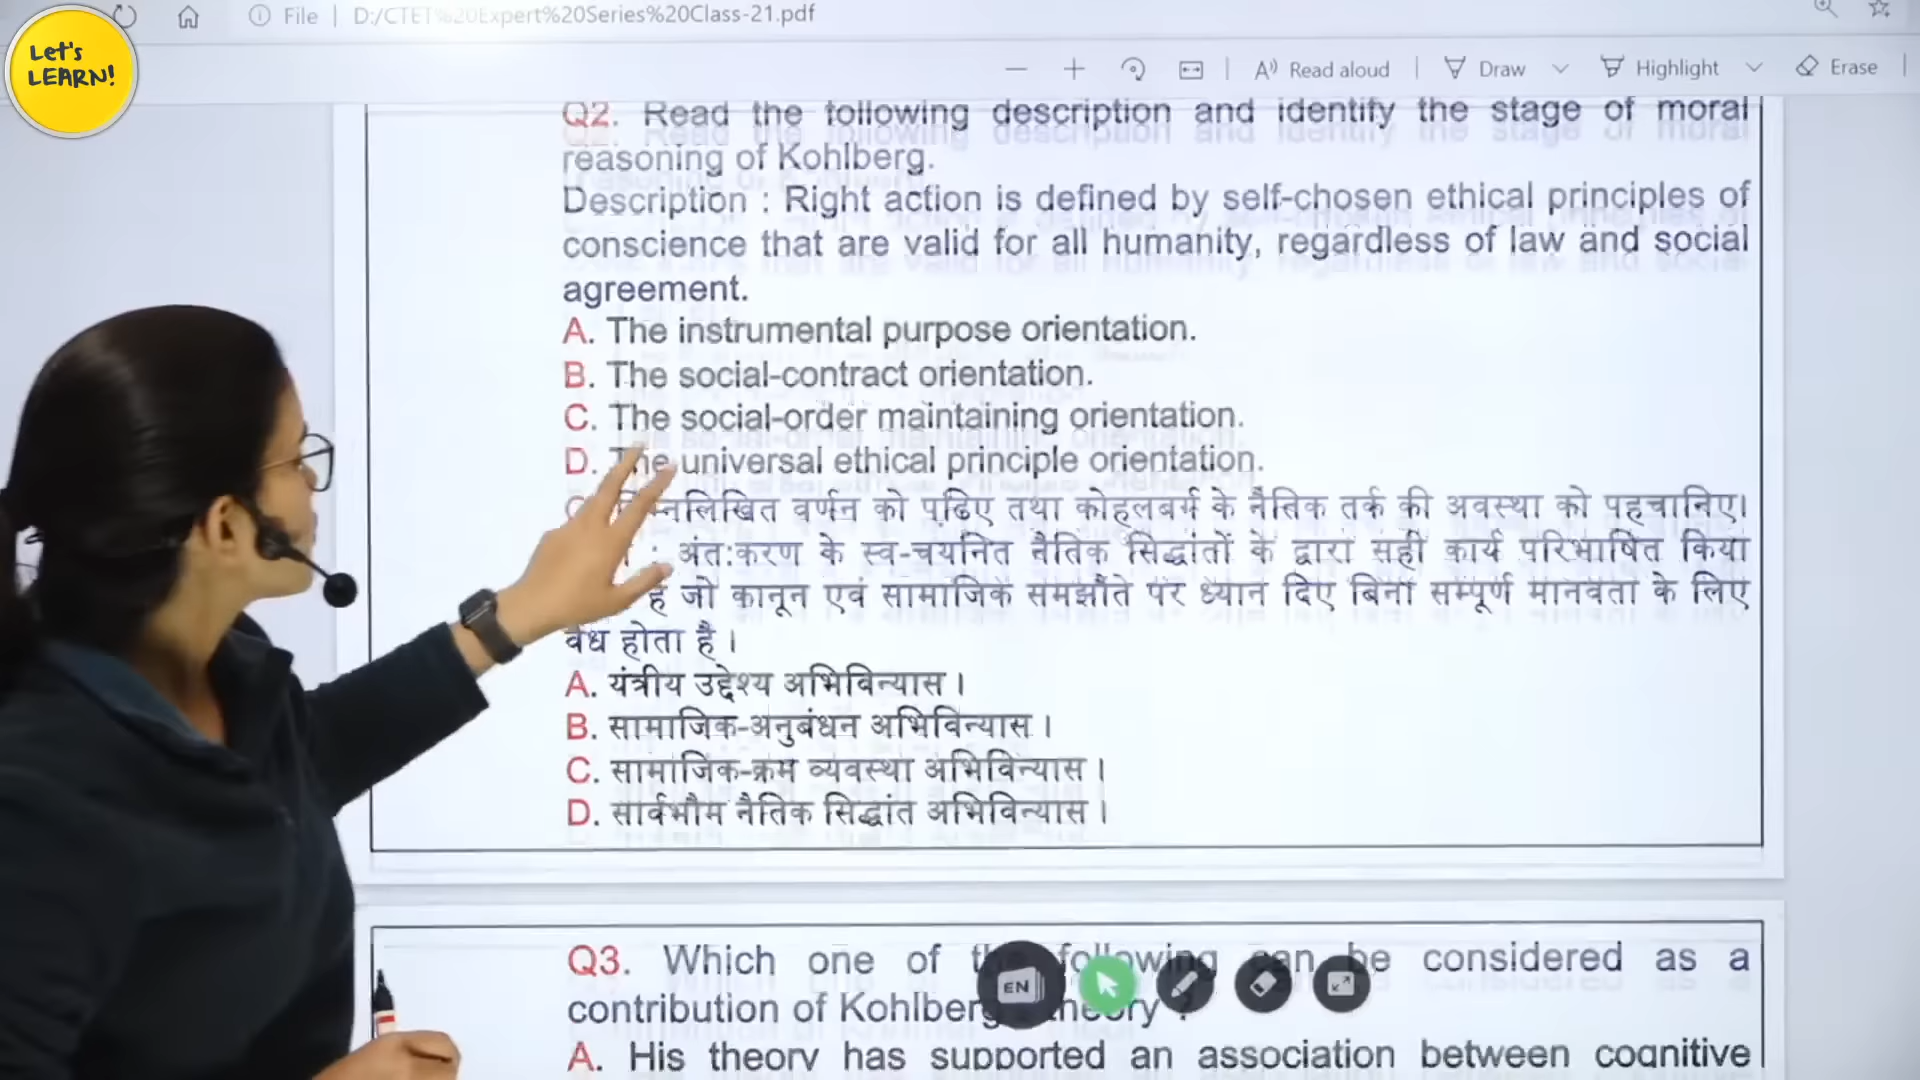 Let's
LEARN!
File | D:/CTET%20Expert%20Series%20Class-21.pdf
Read aloud | Draw Highlight Erase
Q2. Read the following description and identify the stage of moral
reasoning of Kohlberg.
Description : Right action is defined by self-chosen ethical principles of
conscience that are valid for all humanity, regardless of law and social
agreement.
A. The instrumental purpose orientation.
B. The social-contract orientation.
C. The social-order maintaining orientation.
D. The universal ethical principle orientation.
वर्णन को पढि़ए तथा कोहलबर्ग के नैतिक तर्क की अवस्था को पहचानिए।
: अंत:करण के स्व-चयनित नैतिक सिद्धांतों के द्वारा सही कार्य परिभाषित किया
है जो कानून एवं सामाजिक समझौते पर ध्यान दिए बिना सम्पूर्ण मानवता के लिए
वैध होता है ।
A. यंत्रीय उद्देश्य अभिविन्यास ।
B. सामाजिक-अनुबंधन अभिविन्यास ।
C. सामाजिक-क्रम व्यवस्था अभिविन्यास ।
D. सार्वभौम नैतिक सिद्धांत अभिविन्यास ।
Q3. Which one of following can be considered as a
contribution of Kohlberg theory ?
EN
A. His theory has supported an association between cognitive